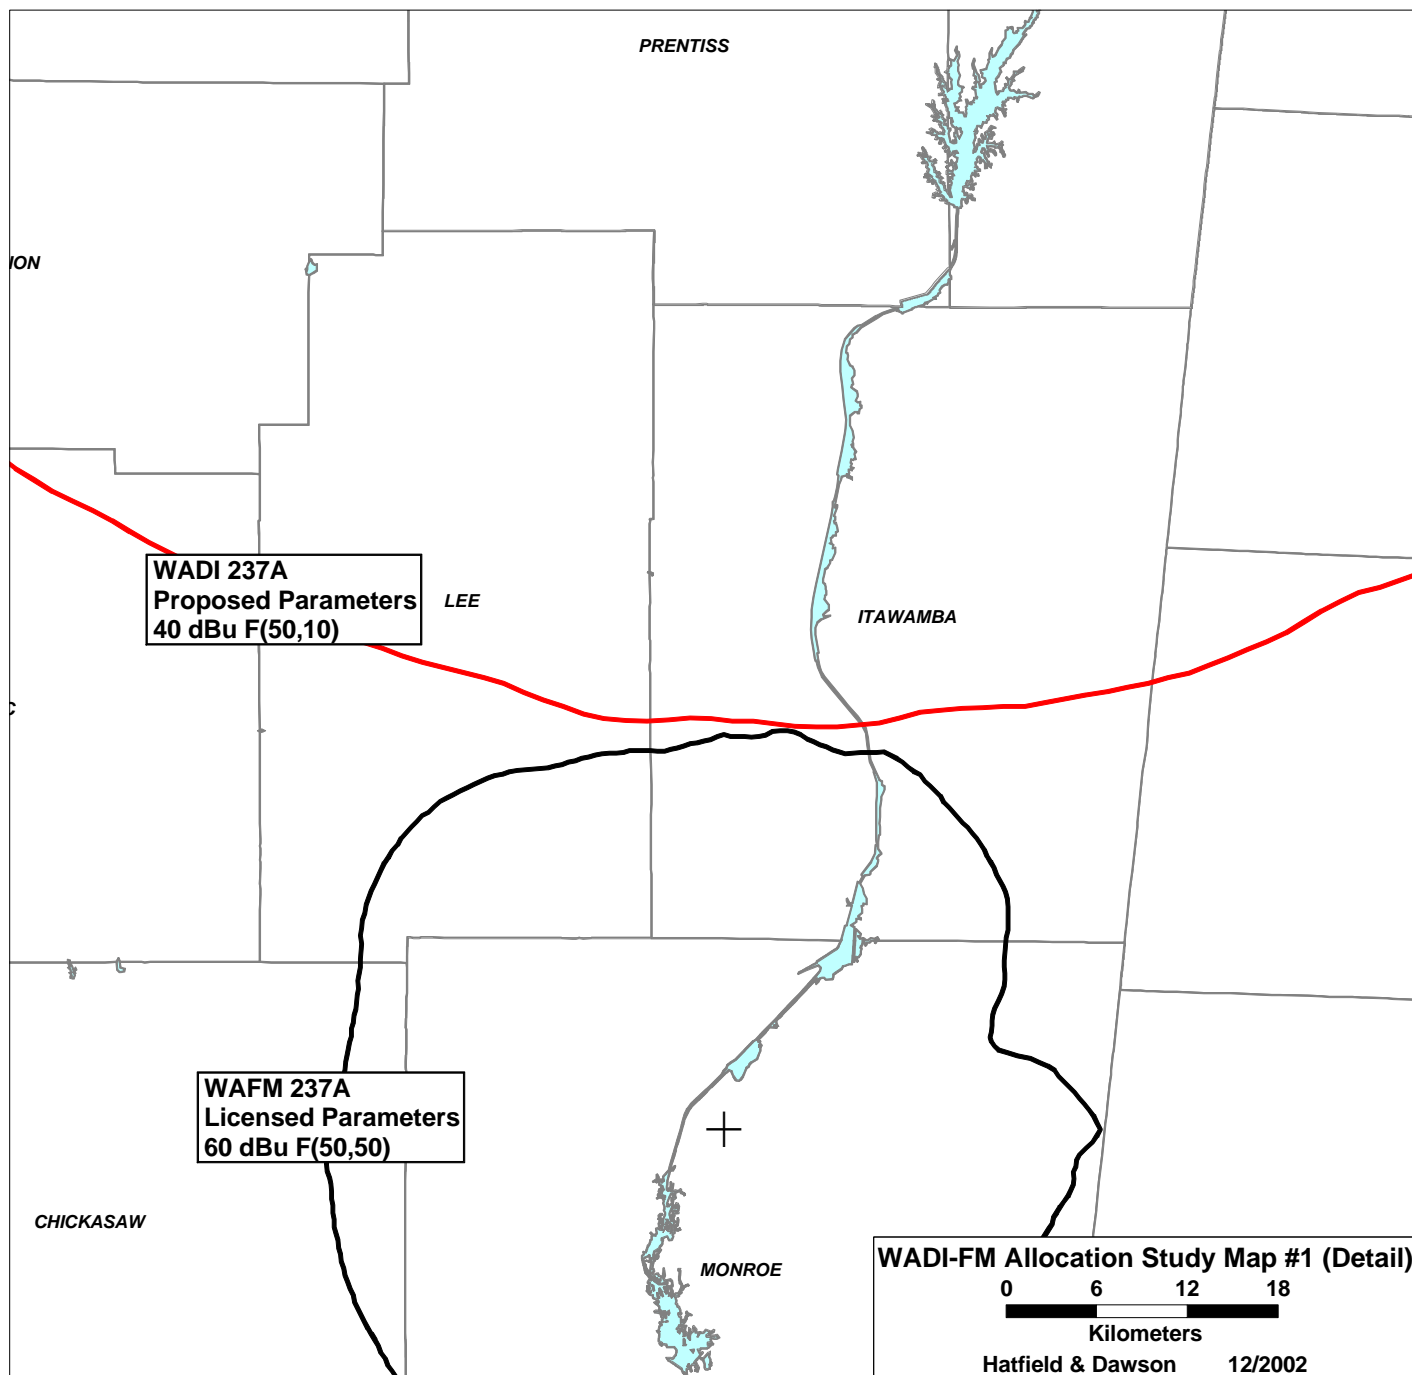 PRENTISS
ION
WADI 237A
Proposed Parameters
40 dBu F(50,10)
LEE
ITAWAMBA
C
WAFM 237A
Licensed Parameters
60 dBu F(50,50)
CHICKASAW
MONROE
WADI-FM Allocation Study Map #1 (Detail)
0 6 12 18
Kilometers
Hatfield & Dawson 12/2002